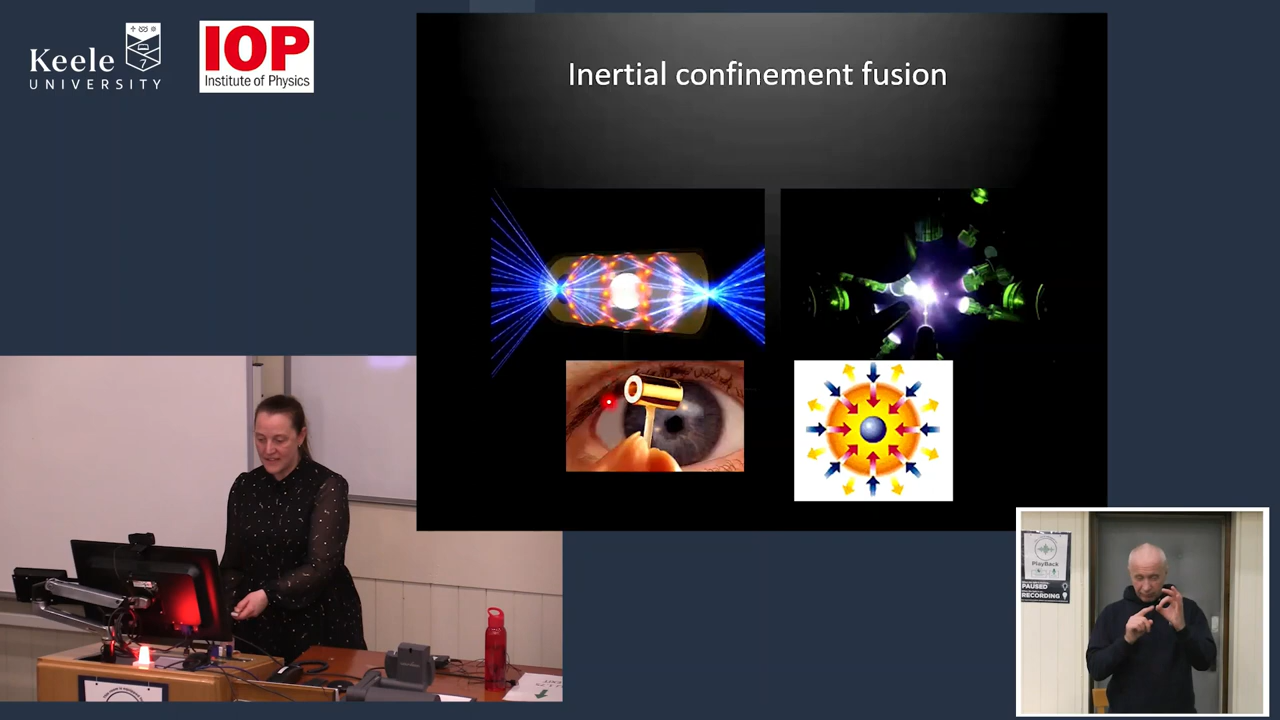 Keele
UNIVERSITY
IOP
Institute of Physics
Inertial confinement fusion
PlayBack
PAUSED
RECORDING